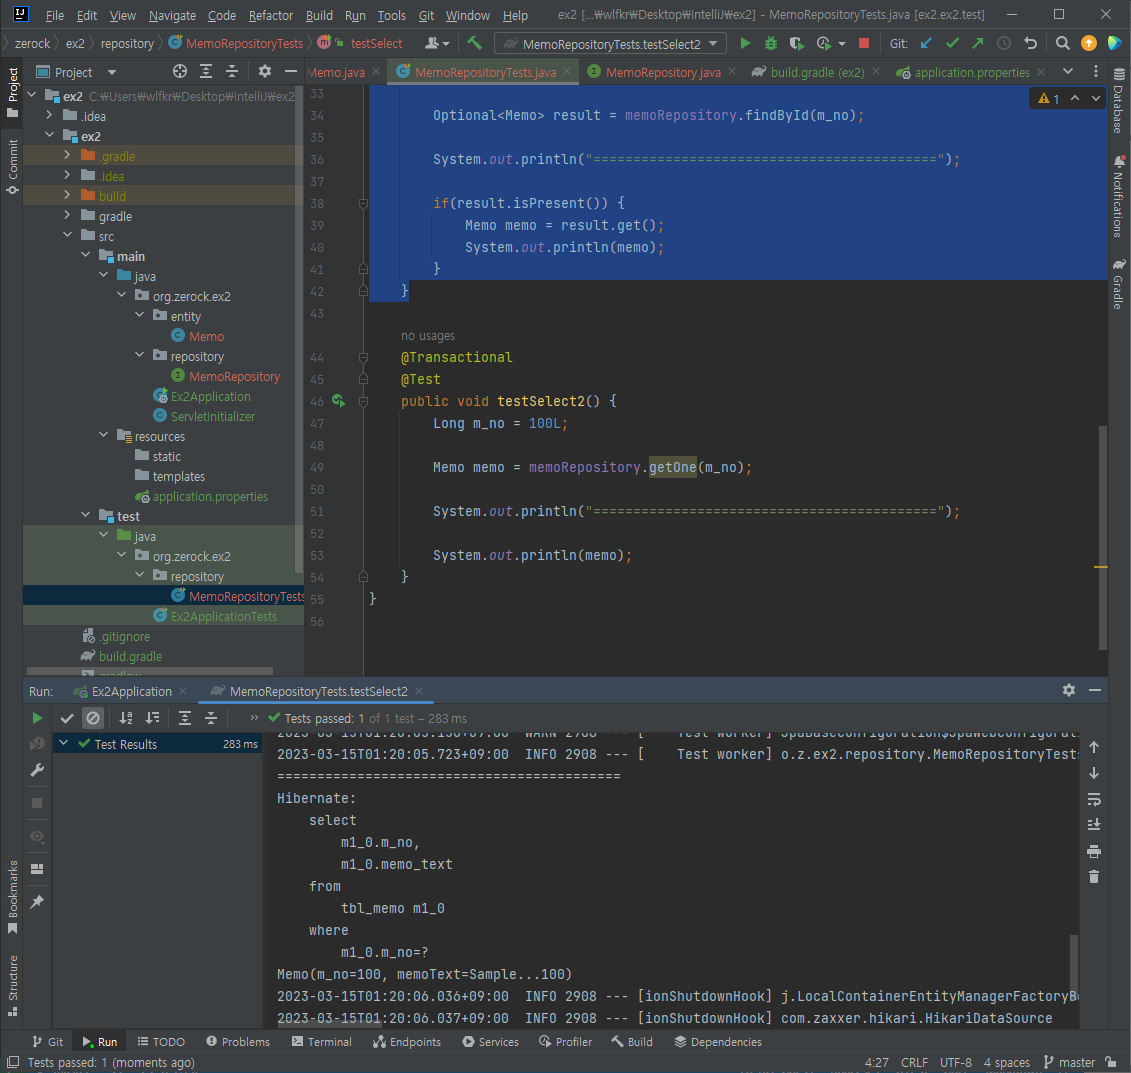 File Edit View Navigate Code Refactor Build Run Tools Git Window Help ex2 [...₩wlfkr₩Desktop₩IntelliJ₩ex2] - MemoRepositoryTests.java [ex2.ex2.test]
zerock ex2 repository MemoRepositoryTests testSelect MemoRepositoryTests.testSelect2 Git:
Project
Memo.java MemoRepositoryTests.java MemoRepository.java build.gradle (ex2) application.properties
Project
Commit
Bookmarks
Structure
ex2 C:₩Users₩wlfkr₩Desktop₩IntelliJ₩ex2
.idea
ex2
.gradle
.idea
build
gradle
src
main
java
org.zerock.ex2
entity
Memo
repository
MemoRepository
Ex2Application
ServletInitializer
resources
static
templates
application.properties
test
java
org.zerock.ex2
repository
MemoRepositoryTests
Ex2ApplicationTests
.gitignore
build.gradle
gradlew
1
33
34 Optional<Memo> result = memoRepository.findById(m_no);
35
36 System.out.println("===========================================");
37
38 if(result.isPresent()) {
39 Memo memo = result.get();
40 System.out.println(memo);
41 }
42 }
43
no usages
44 @Transactional
45 @Test
46 public void testSelect2() {
47 Long m_no = 100L;
48
49 Memo memo = memoRepository.getOne(m_no);
50
51 System.out.println("===========================================");
52
53 System.out.println(memo);
54 }
55 }
56
Database
Notifications
Gradle
Run: Ex2Application MemoRepositoryTests.testSelect2
Tests passed: 1 of 1 test – 283 ms
Test Results 283 ms
2023-03-15T01:20:05.723+09:00 INFO 2908 --- [ Test worker] o.z.ex2.repository.MemoRepositoryTests
===========================================
Hibernate:
select
m1_0.m_no,
m1_0.memo_text
from
tbl_memo m1_0
where
m1_0.m_no=?
Memo(m_no=100, memoText=Sample...100)
2023-03-15T01:20:06.036+09:00 INFO 2908 --- [ionShutdownHook] j.LocalContainerEntityManagerFactoryBe
2023-03-15T01:20:06.037+09:00 INFO 2908 --- [ionShutdownHook] com.zaxxer.hikari.HikariDataSource
Git Run TODO Problems Terminal Endpoints Services Profiler Build Dependencies
Tests passed: 1 (moments ago) 4:27 CRLF UTF-8 4 spaces master